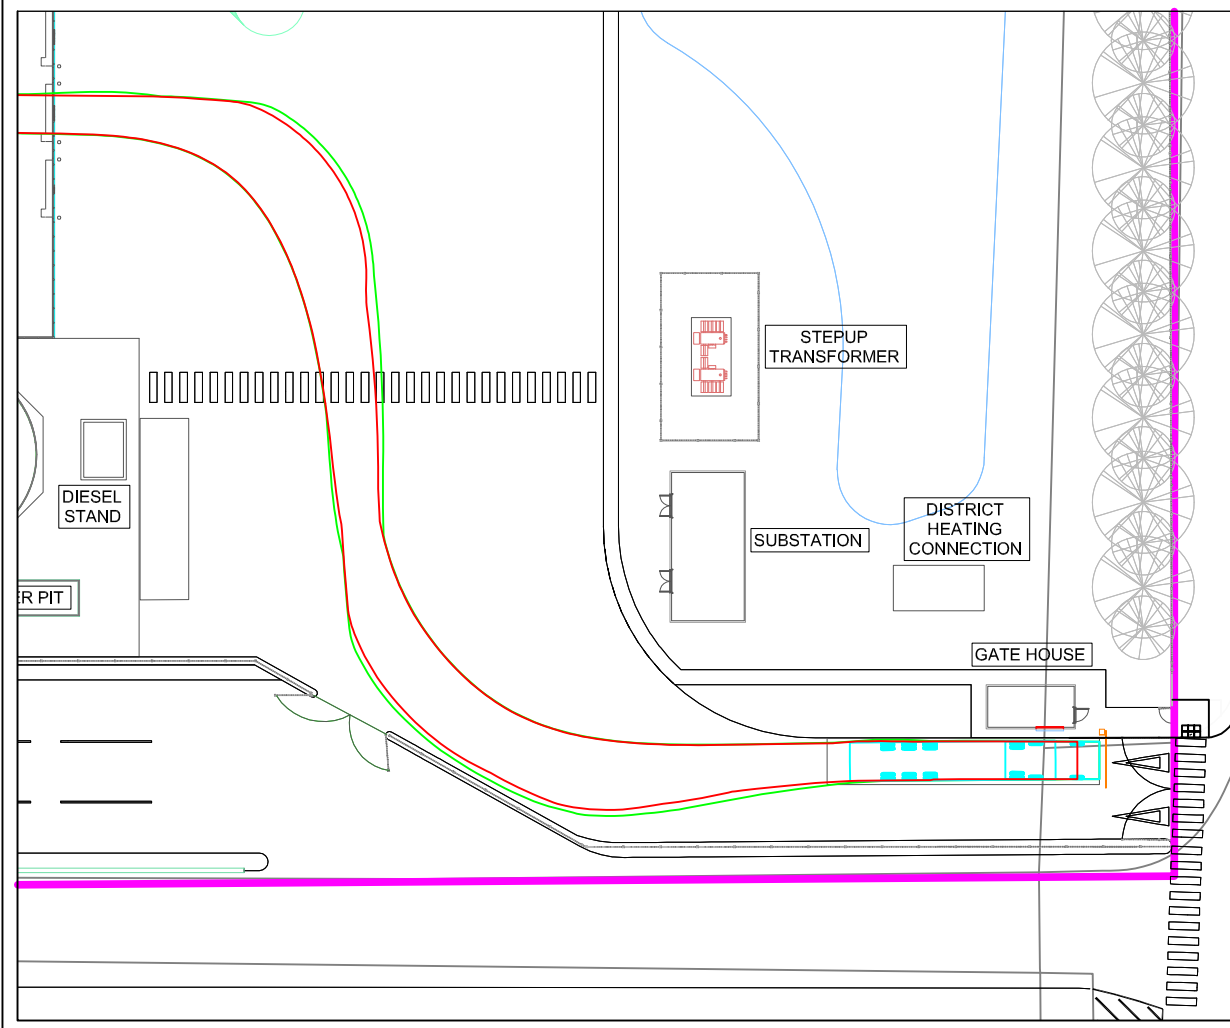 STEPUP
TRANSFORMER
DIESEL
STAND
SUBSTATION
DISTRICT
HEATING
CONNECTION
ER PIT
GATE HOUSE